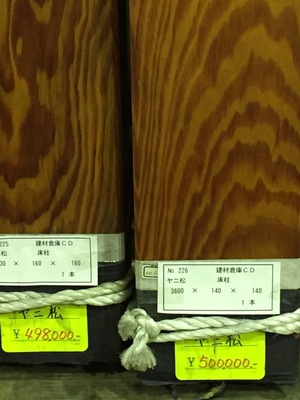 225 建材倉庫CD
松 床柱
00 × 160 × 160
1本
ヤニ松
¥498,000.-
No. 226 建材倉庫CD
ヤニ松 床柱
3600 × 140 × 140
1本
ヤニ松
¥500,000.-